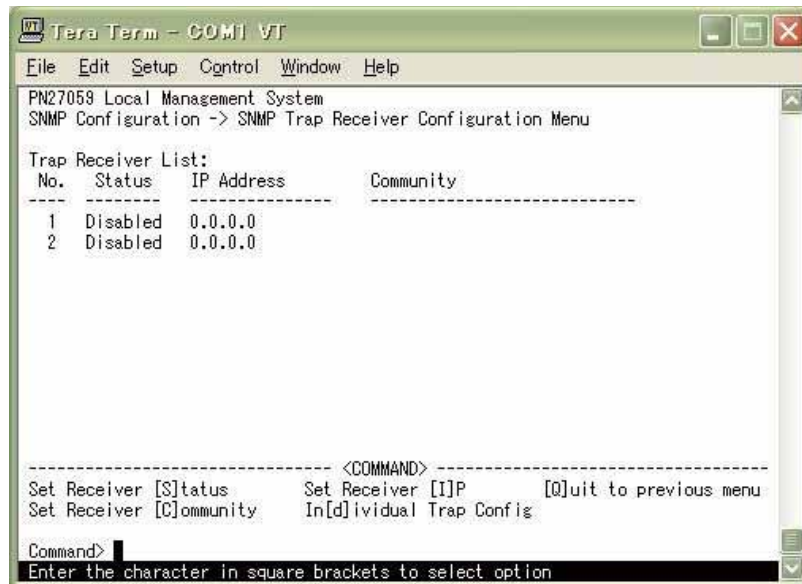 Tera Term - COM1 VT
File Edit Setup Control Window Help
PN27059 Local Management System
SNMP Configuration -> SNMP Trap Receiver Configuration Menu
Trap Receiver List:
No. Status IP Address Community
---- -------- --------------- ----------------------------
1 Disabled 0.0.0.0
2 Disabled 0.0.0.0
-------------------------------- <COMMAND> -----------------------------------
Set Receiver [S]tatus Set Receiver [I]P [Q]uit to previous menu
Set Receiver [C]ommunity In[d]ividual Trap Config
Command>
Enter the character in square brackets to select option